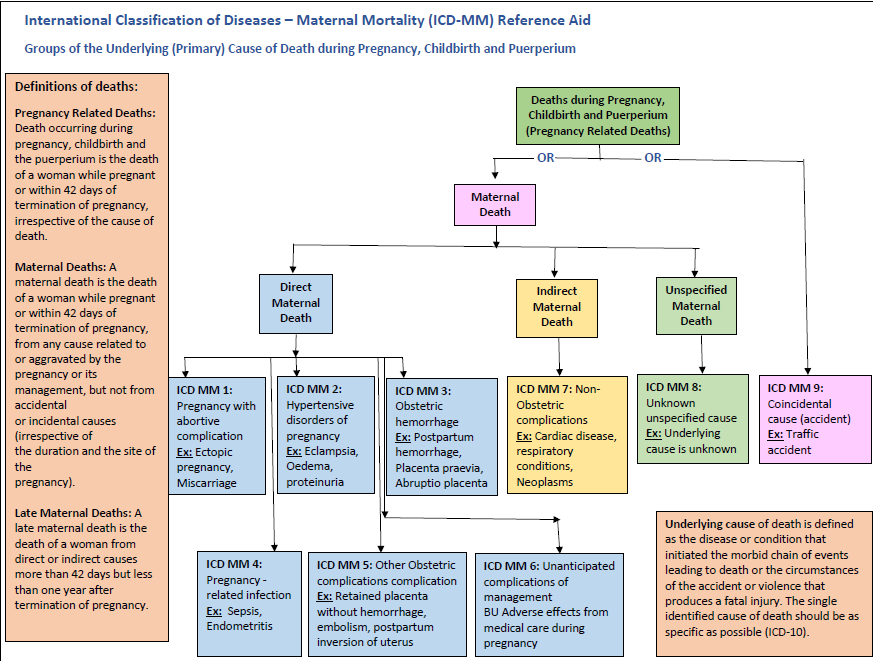 International Classification of Diseases – Maternal Mortality (ICD-MM) Reference Aid
Groups of the Underlying (Primary) Cause of Death during Pregnancy, Childbirth and Puerperium
Definitions of deaths:
Pregnancy Related Deaths:
Death occurring during
pregnancy, childbirth and
the puerperium is the death
of a woman while pregnant
or within 42 days of
termination of pregnancy,
irrespective of the cause of
death.
Maternal Deaths: A
maternal death is the death
of a woman while pregnant
or within 42 days of
termination of pregnancy,
from any cause related to
or aggravated by the
pregnancy or its
management, but not from
accidental
or incidental causes
(irrespective of
the duration and the site of
the
pregnancy).
Late Maternal Deaths: A
late maternal death is the
death of a woman from
direct or indirect causes
more than 42 days but less
than one year after
termination of pregnancy.
Deaths during Pregnancy,
Childbirth and Puerperium
(Pregnancy Related Deaths)
OR
OR
Maternal
Death
Direct
Maternal
Death
Indirect
Maternal
Death
Unspecified
Maternal
Death
ICD MM 1:
Pregnancy with
abortive
complication
Ex: Ectopic
pregnancy,
Miscarriage
ICD MM 2:
Hypertensive
disorders of
pregnancy
Ex: Eclampsia,
Oedema,
proteinuria
ICD MM 3:
Obstetric
hemorrhage
Ex: Postpartum
hemorrhage,
Placenta praevia,
Abruptio placenta
ICD MM 7: Non-
Obstetric
complications
Ex: Cardiac disease,
respiratory
conditions,
Neoplasms
ICD MM 8:
Unknown
unspecified cause
Ex: Underlying
cause is unknown
ICD MM 9:
Coincidental
cause (accident)
Ex: Traffic
accident
ICD MM 4:
Pregnancy -
related infection
Ex: Sepsis,
Endometritis
ICD MM 5: Other Obstetric
complications complication
Ex: Retained placenta
without hemorrhage,
embolism, postpartum
inversion of uterus
ICD MM 6: Unanticipated
complications of
management
BU Adverse effects from
medical care during
pregnancy
Underlying cause of death is defined
as the disease or condition that
initiated the morbid chain of events
leading to death or the circumstances
of the accident or violence that
produces a fatal injury. The single
identified cause of death should be as
specific as possible (ICD-10).